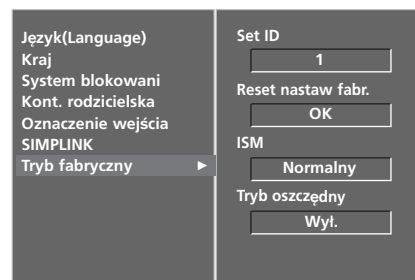 Język(Language)
Kraj
System blokowani
Kont. rodzicielska
Oznaczenie wejścia
SIMPLINK
Tryb fabryczny ►
Set ID
1
Reset nastaw fabr.
OK
ISM
Normalny
Tryb oszczędny
Wył.